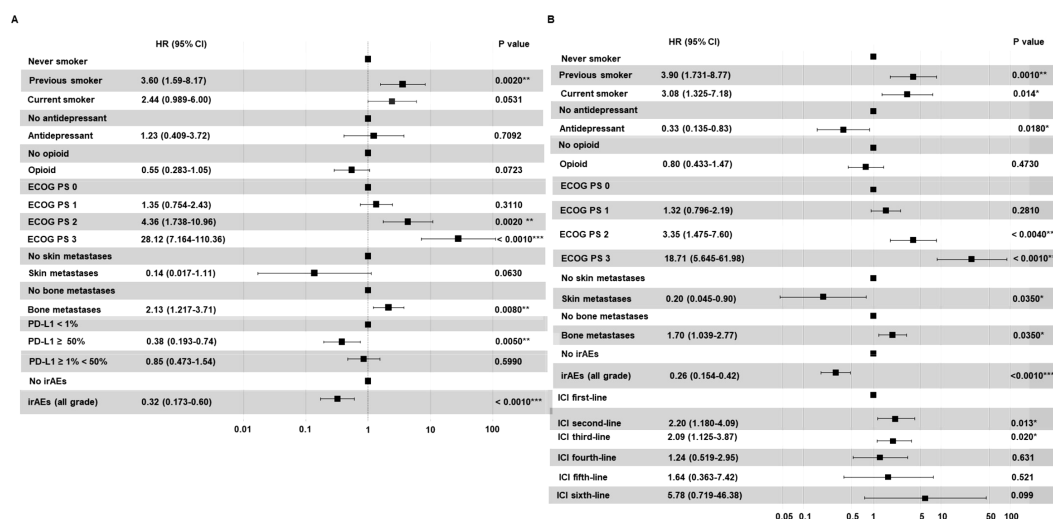 A
HR (95% CI) P value
Never smoker
Previous smoker 3.60 (1.59-8.17) 0.0020**
Current smoker 2.44 (0.989-6.00) 0.0531
No antidepressant
Antidepressant 1.23 (0.409-3.72) 0.7092
No opioid
Opioid 0.55 (0.283-1.05) 0.0723
ECOG PS 0
ECOG PS 1 1.35 (0.754-2.43) 0.3110
ECOG PS 2 4.36 (1.738-10.96) 0.0020 **
ECOG PS 3 28.12 (7.164-110.36) < 0.0010***
No skin metastases
Skin metastases 0.14 (0.017-1.11) 0.0630
No bone metastases
Bone metastases 2.13 (1.217-3.71) 0.0080**
PD-L1 < 1%
PD-L1 ≥ 50% 0.38 (0.193-0.74) 0.0050**
PD-L1 ≥ 1% < 50% 0.85 (0.473-1.54) 0.5990
No irAEs
irAEs (all grade) 0.32 (0.173-0.60) < 0.0010***
0.01 0.1 1 10 100
B
HR (95% CI) P value
Never smoker
Previous smoker 3.90 (1.731-8.77) 0.0010**
Current smoker 3.08 (1.325-7.18) 0.014*
No antidepressant
Antidepressant 0.33 (0.135-0.83) 0.0180*
No opioid
Opioid 0.80 (0.433-1.47) 0.4730
ECOG PS 0
ECOG PS 1 1.32 (0.796-2.19) 0.2810
ECOG PS 2 3.35 (1.475-7.60) < 0.0040**
ECOG PS 3 18.71 (5.645-61.98) < 0.0010**
No skin metastases
Skin metastases 0.20 (0.045-0.90) 0.0350*
No bone metastases
Bone metastases 1.70 (1.039-2.77) 0.0350*
No irAEs
irAEs (all grade) 0.26 (0.154-0.42) <0.0010***
ICI first-line
ICI second-line 2.20 (1.180-4.09) 0.013*
ICI third-line 2.09 (1.125-3.87) 0.020*
ICI fourth-line 1.24 (0.519-2.95) 0.631
ICI fifth-line 1.64 (0.363-7.42) 0.521
ICI sixth-line 5.78 (0.719-46.38) 0.099
0.05 0.1 0.5 1 5 10 50 100